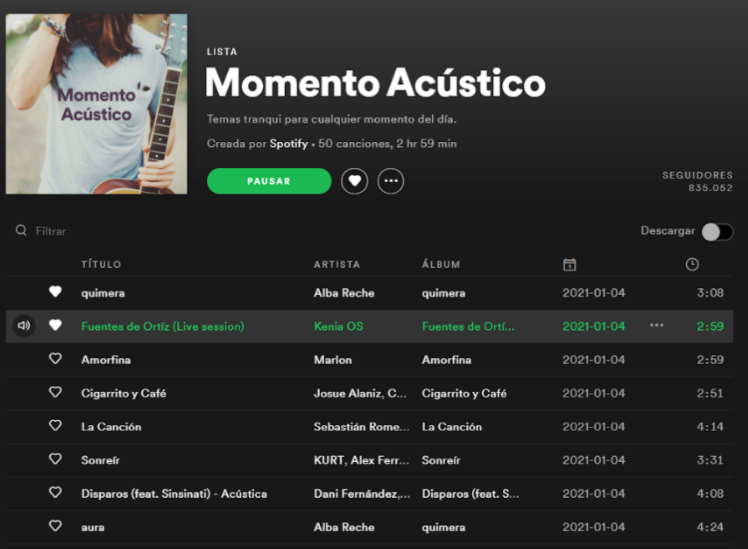 Momento
Acústico
LISTA
Momento Acústico
Temas tranqui para cualquier momento del día.
Creada por Spotify • 50 canciones, 2 hr 59 min
PAUSAR
SEGUIDORES
835.052
Filtrar
Descargar
TÍTULO ARTISTA ÁLBUM
quimera Alba Reche quimera 2021-01-04 3:08
Fuentes de Ortíz (Live session) Kenia OS Fuentes de Ortí... 2021-01-04 ••• 2:59
Amorfina Marlon Amorfina 2021-01-04 2:59
Cigarrito y Café Josue Alaniz, C... Cigarrito y Café 2021-01-04 2:51
La Canción Sebastián Rome... La Canción 2021-01-04 4:14
Sonreír KURT, Alex Ferr... Sonreír 2021-01-04 3:31
Disparos (feat. Sinsinati) - Acústica Dani Fernández,... Disparos (feat. S... 2021-01-04 4:08
aura Alba Reche quimera 2021-01-04 4:24